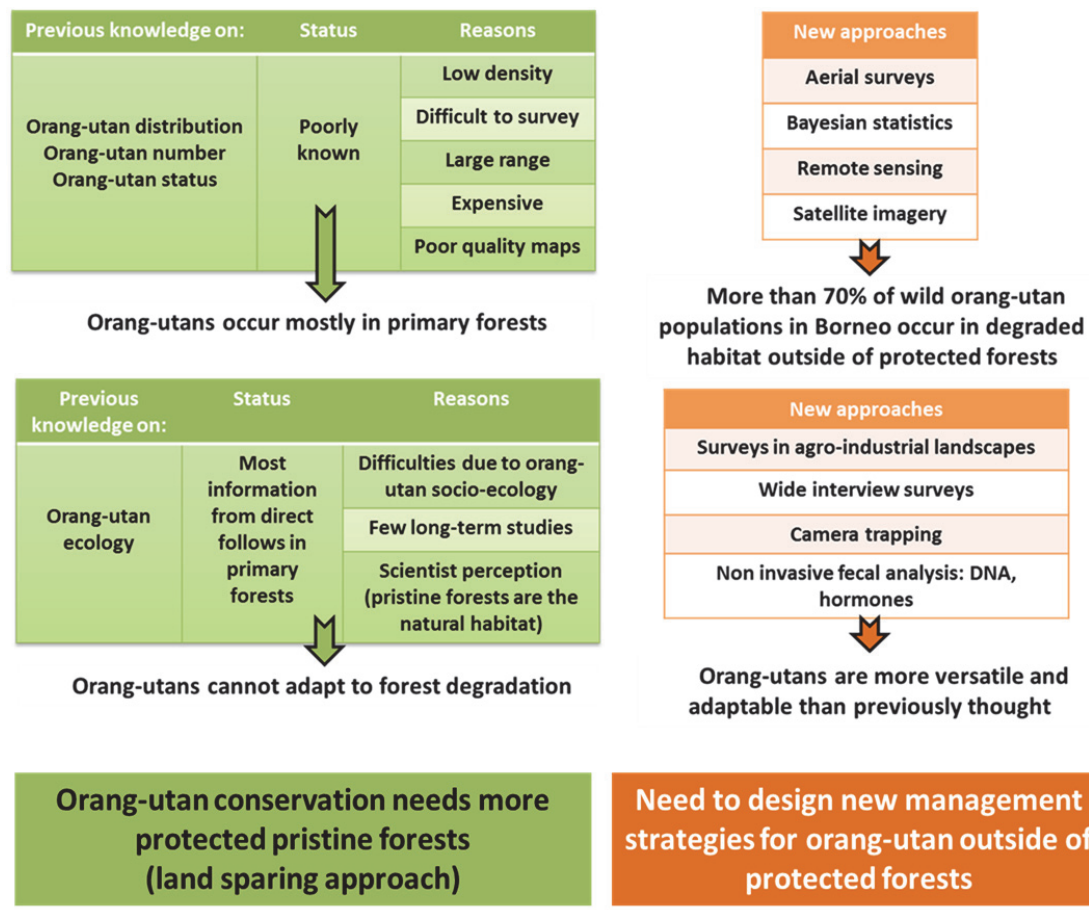 Previous knowledge on:
Status
Reasons
Orang-utan distribution
Orang-utan number
Orang-utan status
Poorly
known
Low density
Difficult to survey
Large range
Expensive
Poor quality maps
Orang-utans occur mostly in primary forests
New approaches
Aerial surveys
Bayesian statistics
Remote sensing
Satellite imagery
More than 70% of wild orang-utan
populations in Borneo occur in degraded
habitat outside of protected forests
Previous
knowledge on:
Status
Reasons
Orang-utan
ecology
Most
information
from direct
follows in
primary
forests
Difficulties due to orang-
utan socio-ecology
Few long-term studies
Scientist perception
(pristine forests are the
natural habitat)
Orang-utans cannot adapt to forest degradation
New approaches
Surveys in agro-industrial landscapes
Wide interview surveys
Camera trapping
Non invasive fecal analysis: DNA,
hormones
Orang-utans are more versatile and
adaptable than previously thought
Orang-utan conservation needs more
protected pristine forests
(land sparing approach)
Need to design new management
strategies for orang-utan outside of
protected forests